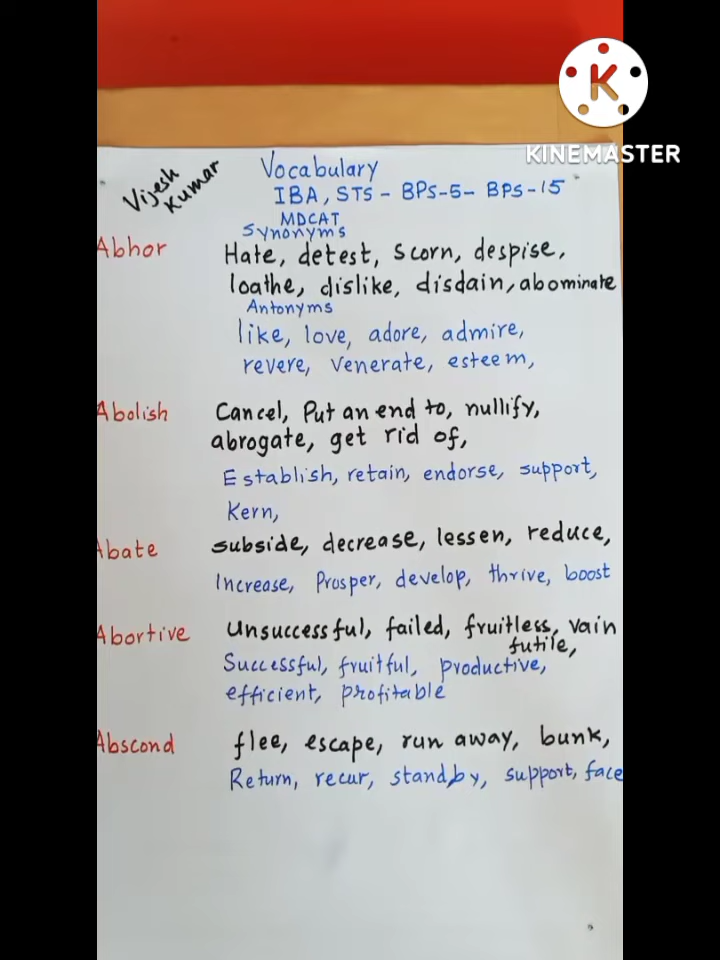 KINEMASTER
Vijesh
Kumar
Vocabulary
IBA, STS - BPS-5- BPS-15
MDCAT
Synonyms
Abhor Hate, detest, scorn, despise,
loathe, dislike, disdain, abominate
Antonyms
like, love, adore, admire,
revere, venerate, esteem,
Abolish Cancel, Put an end to, nullify,
abrogate, get rid of,
Establish, retain, endorse, support,
Kern,
Abate subside, decrease, lessen, reduce,
Increase, Prosper, develop, thrive, boost
Abortive Unsuccessful, failed, fruitless, vain
futile,
Successful, fruitful, productive,
efficient, profitable
Abscond flee, escape, run away, bunk,
Return, recur, standby, support, face